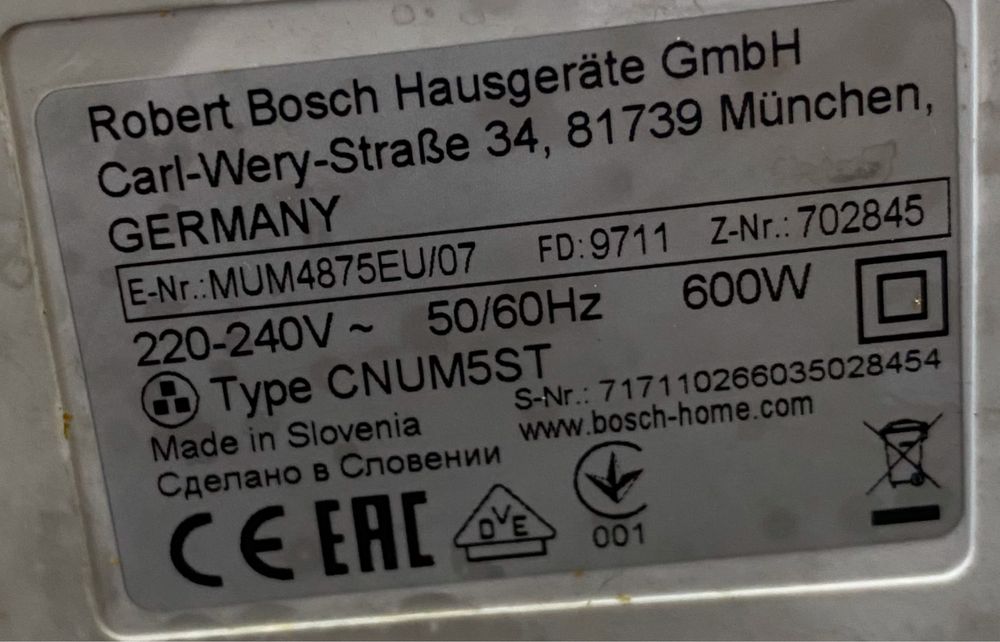 Robert Bosch Hausgeräte GmbH
Carl-Wery-Straße 34, 81739 München,
GERMANY
E-Nr.:MUM4875EU/07 FD:9711 Z-Nr.:702845
220-240V ~ 50/60Hz 600W
Type CNUM5ST
S-Nr.: 717110266035028454
Made in Slovenia www.bosch-home.com
Сделано в Словении
CE EAC DVE 001